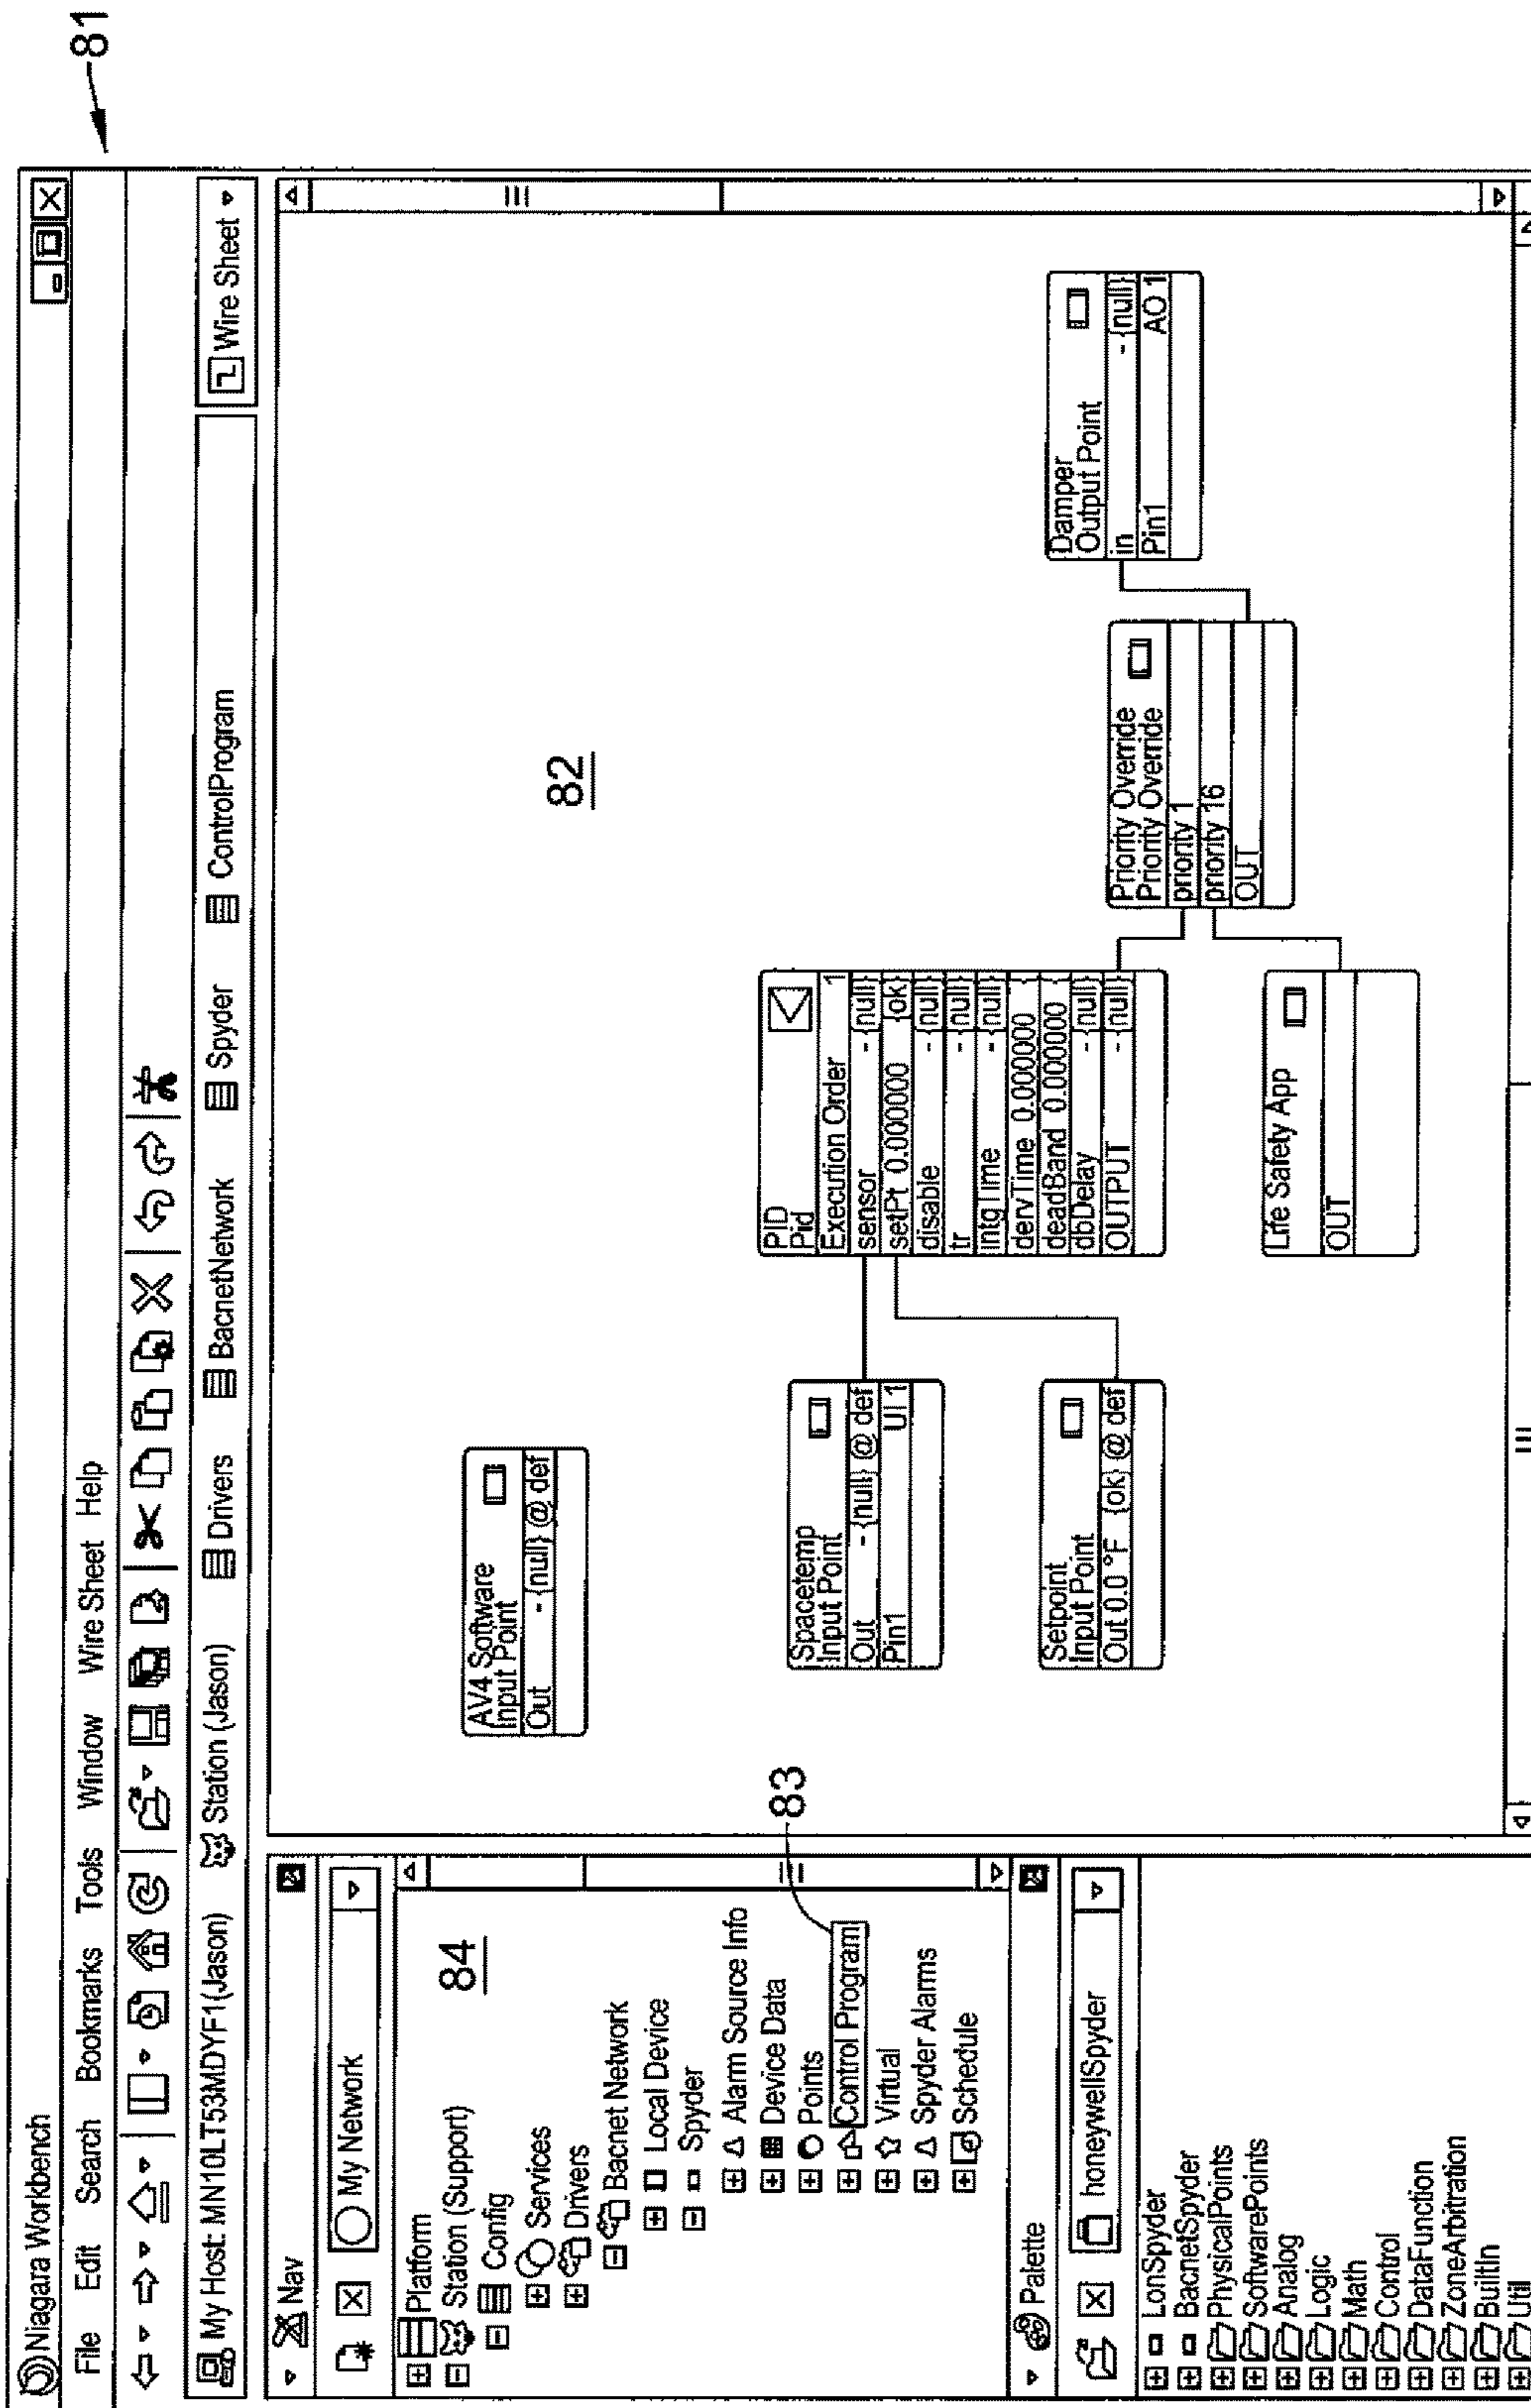 81
Niagara Workbench
File Edit Search Bookmarks Tools Window Wire Sheet Help
My Host: MN10LT53MDYF1(Jason) Station (Jason) Drivers BacnetNetwork Spyder ControlProgram Wire Sheet
Nav
My Network
84
Platform
Station (Support)
Config
Services
Drivers
Bacnet Network
Local Device
Spyder
Alarm Source Info
Device Data
Points
Control Program
Virtual
Spyder Alarms
Schedule
83
Palette
honeywellSpyder
LonSpyder
BacnetSpyder
PhysicalPoints
SoftwarePoints
Analog
Logic
Math
Control
DataFunction
ZoneArbitration
BuiltIn
Util
82
AV4 Software
Input Point
Out - {null} @ def
Spacetemp
Input Point
Out - {null} @ def
Pin1 UI 1
Setpoint
Input Point
Out 0.0 °F {ok} @ def
PID
Pid
Execution Order 1
sensor - {null}
setPt 0.000000 {ok}
disable - {null}
tr - {null}
intgTime - {null}
dervTime 0.000000 {
deadBand 0.000000 {
dbDelay - {null}
OUTPUT - {null}
Life Safety App
OUT
Priority Override
Priority Override
priority 1
priority 16
OUT
Damper
Output Point
in - {null}
Pin1 AO 1